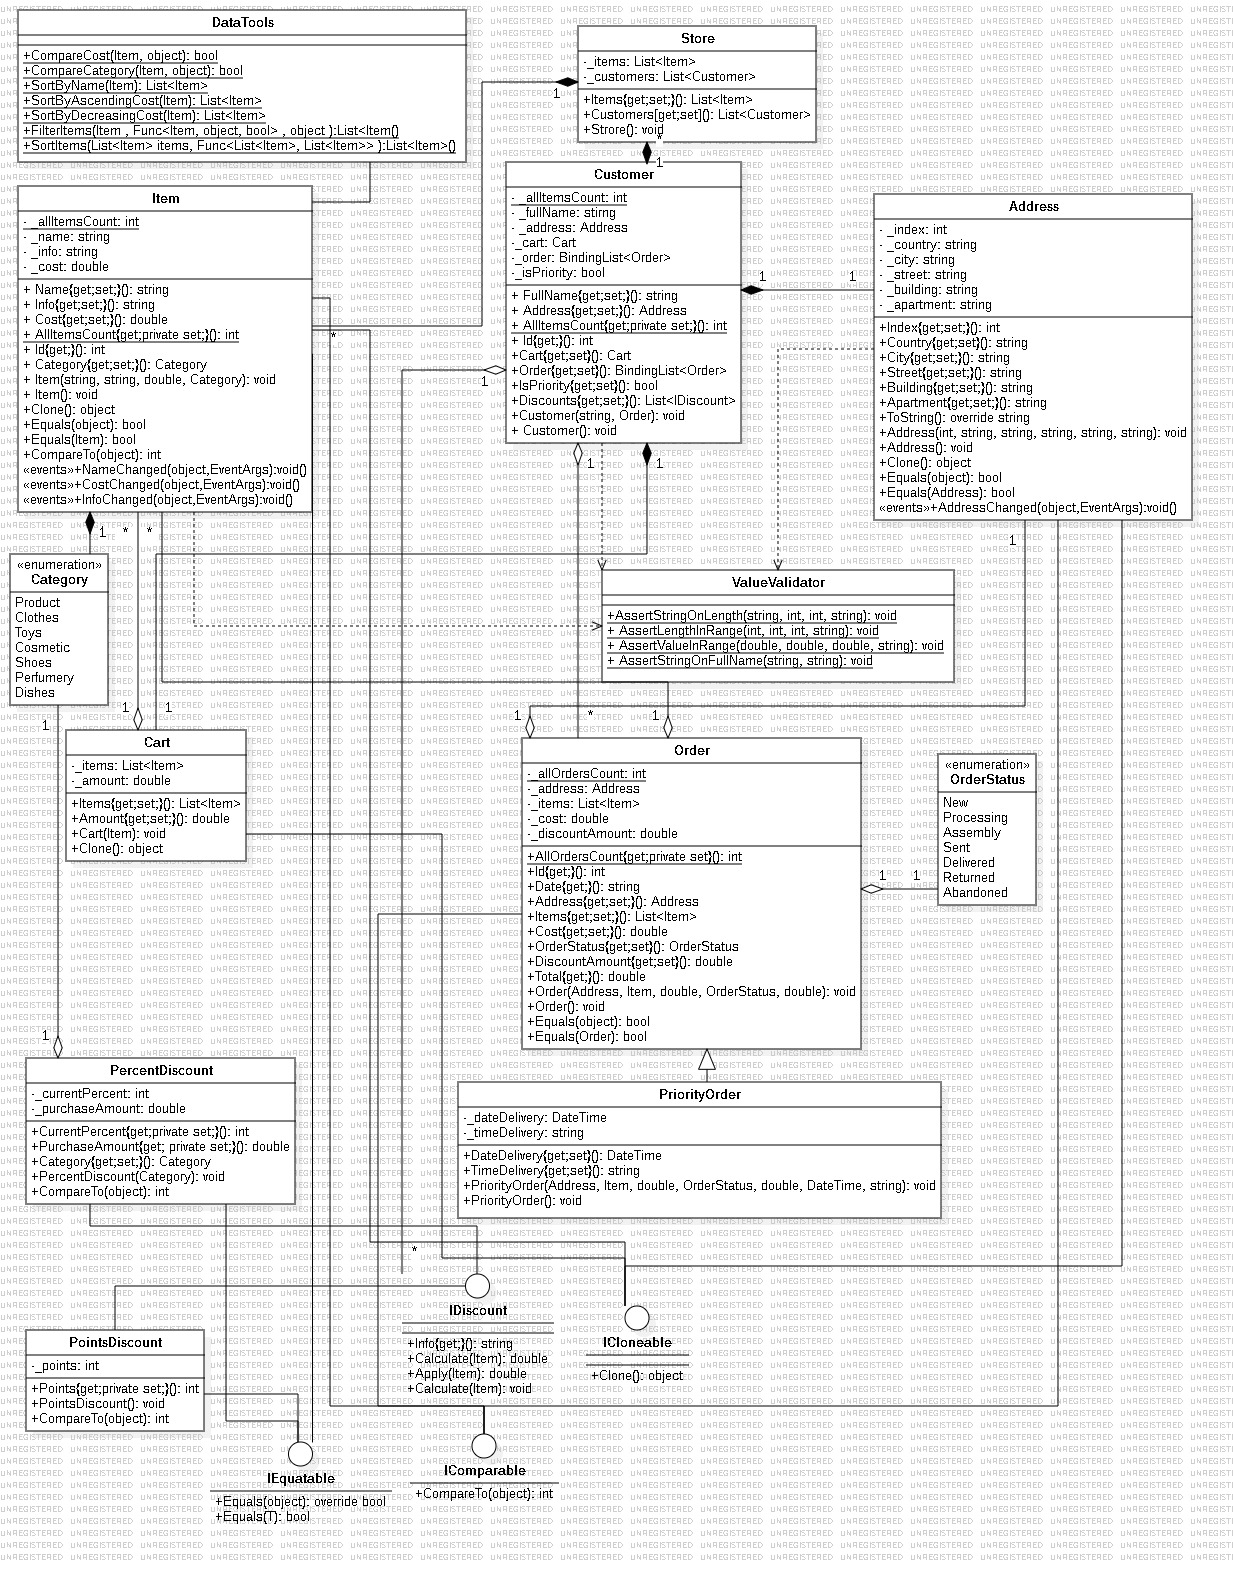 DataTools
+CompareCost(Item, object): bool
+CompareCategory(Item, object): bool
+SortByName(Item): List<Item>
+SortByAscendingCost(Item): List<Item>
+SortByDecreasingCost(Item): List<Item>
+FilterItems(Item , Func<Item, object, bool> , object ):List<Item()
+SortItems(List<Item> items, Func<List<Item>, List<Item>> ):List<Item>()
Store
-_items: List<Item>
-_customers: List<Customer>
+Items{get;set;}(): List<Item>
+Customers[get;set](): List<Customer>
+Strore(): void
1
*
1
Item
- _allItemsCount: int
- _name: string
- _info: string
- _cost: double
+ Name{get;set;}(): string
+ Info{get;set;}(): string
+ Cost{get;set;}(): double
+ AllItemsCount{get;private set;}(): int
+ Id{get;}(): int
+ Category{get;set;}(): Category
+ Item(string, string, double, Category): void
+ Item(): void
+Clone(): object
+Equals(object): bool
+Equals(Item): bool
+CompareTo(object): int
«events»+NameChanged(object,EventArgs):void()
«events»+CostChanged(object,EventArgs):void()
«events»+InfoChanged(object,EventArgs):void()
*
Customer
- _allItemsCount: int
-_fullName: stirng
-_address: Address
-_cart: Cart
-_order: BindingList<Order>
-_isPriority: bool
+ FullName{get;set;}(): string
+ Address{get;set;}(): Address
+ AllItemsCount{get;private set;}(): int
+ Id{get;}(): int
+Cart{get;set}(): Cart
+Order{get;set}(): BindingList<Order>
+IsPriority{get;set}(): bool
+Discounts{get;set;}(): List<IDiscount>
+Customer(string, Order): void
+ Customer(): void
1
1
1
1
1
Address
- _index: int
- _country: string
- _city: string
- _street: string
- _building: string
- _apartment: string
+Index{get;set;}(): int
+Country{get;set}(): string
+City{get;set;}(): string
+Street{get;set;}(): string
+Building{get;set;}(): string
+Apartment{get;set;}(): string
+ToString(): override string
+Address(int, string, string, string, string, string): void
+Address(): void
+Clone(): object
+Equals(object): bool
+Equals(Address): bool
«events»+AddressChanged(object,EventArgs):void()
1
1
*
*
«enumeration»
Category
Product
Clothes
Toys
Cosmetic
Shoes
Perfumery
Dishes
ValueValidator
+AssertStringOnLength(string, int, int, string): void
+ AssertLengthInRange(int, int, int, string): void
+ AssertValueInRange(double, double, double, string): void
+ AssertStringOnFullName(string, string): void
1
1
1
1
*
1
Cart
-_items: List<Item>
-_amount: double
+Items{get;set;}(): List<Item>
+Amount{get;set;}(): double
+Cart(Item): void
+Clone(): object
Order
-_allOrdersCount: int
-_address: Address
-_items: List<Item>
-_cost: double
-_discountAmount: double
+AllOrdersCount{get;private set}(): int
+Id{get;}(): int
+Date{get;}(): string
+Address{get;set;}(): Address
+Items{get;set;}(): List<Item>
+Cost{get;set;}(): double
+OrderStatus{get;set}(): OrderStatus
+DiscountAmount{get;set}(): double
+Total{get;}(): double
+Order(Address, Item, double, OrderStatus, double): void
+Order(): void
+Equals(object): bool
+Equals(Order): bool
1
1
«enumeration»
OrderStatus
New
Processing
Assembly
Sent
Delivered
Returned
Abandoned
1
PercentDiscount
-_currentPercent: int
-_purchaseAmount: double
+CurrentPercent{get;private set;}(): int
+PurchaseAmount{get; private set;}(): double
+Category{get;set;}(): Category
+PercentDiscount(Category): void
+CompareTo(object): int
PriorityOrder
-_dateDelivery: DateTime
-_timeDelivery: string
+DateDelivery{get;set}(): DateTime
+TimeDelivery{get;set}(): string
+PriorityOrder(Address, Item, double, OrderStatus, double, DateTime, string): void
+PriorityOrder(): void
*
IDiscount
+Info{get;}(): string
+Calculate(Item): double
+Apply(Item): double
+Calculate(Item): void
ICloneable
+Clone(): object
PointsDiscount
-_points: int
+Points{get;private set;}(): int
+PointsDiscount(): void
+CompareTo(object): int
IEquatable
+Equals(object): override bool
+Equals(T): bool
IComparable
+CompareTo(object): int
UNREGISTERED